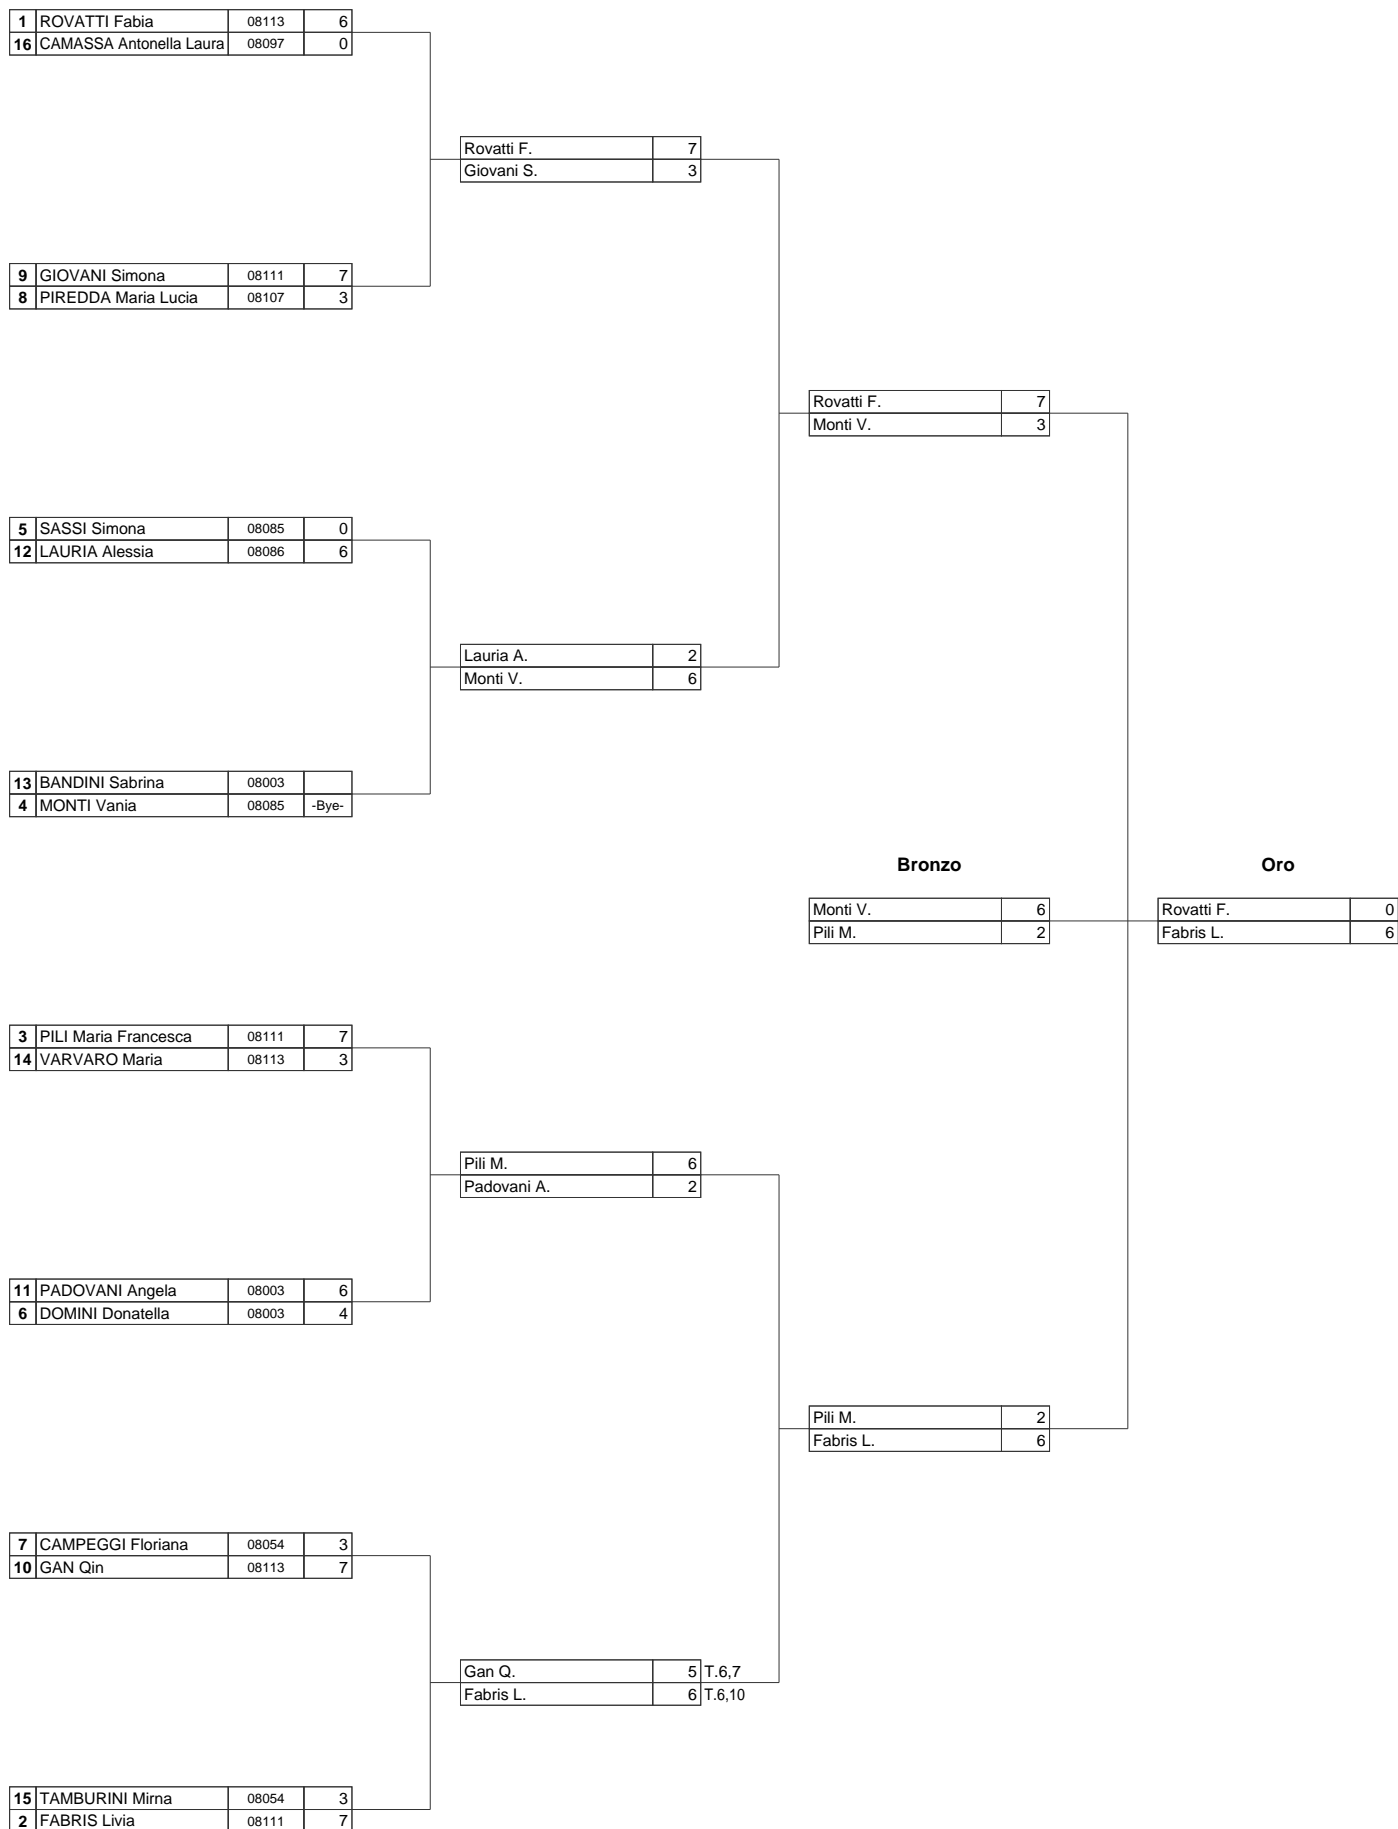 1 ROVATTI Fabia 08113 6
16 CAMASSA Antonella Laura 08097 0
Rovatti F. 7
Giovani S. 3
9 GIOVANI Simona 08111 7
8 PIREDDA Maria Lucia 08107 3
Rovatti F. 7
Monti V. 3
5 SASSI Simona 08085 0
12 LAURIA Alessia 08086 6
Lauria A. 2
Monti V. 6
13 BANDINI Sabrina 08003
4 MONTI Vania 08085 -Bye-
Bronzo Oro
Monti V. 6 Rovatti F. 0
Pili M. 2 Fabris L. 6
3 PILI Maria Francesca 08111 7
14 VARVARO Maria 08113 3
Pili M. 6
Padovani A. 2
11 PADOVANI Angela 08003 6
6 DOMINI Donatella 08003 4
Pili M. 2
Fabris L. 6
7 CAMPEGGI Floriana 08054 3
10 GAN Qin 08113 7
Gan Q. 5 T.6,7
Fabris L. 6 T.6,10
15 TAMBURINI Mirna 08054 3
2 FABRIS Livia 08111 7